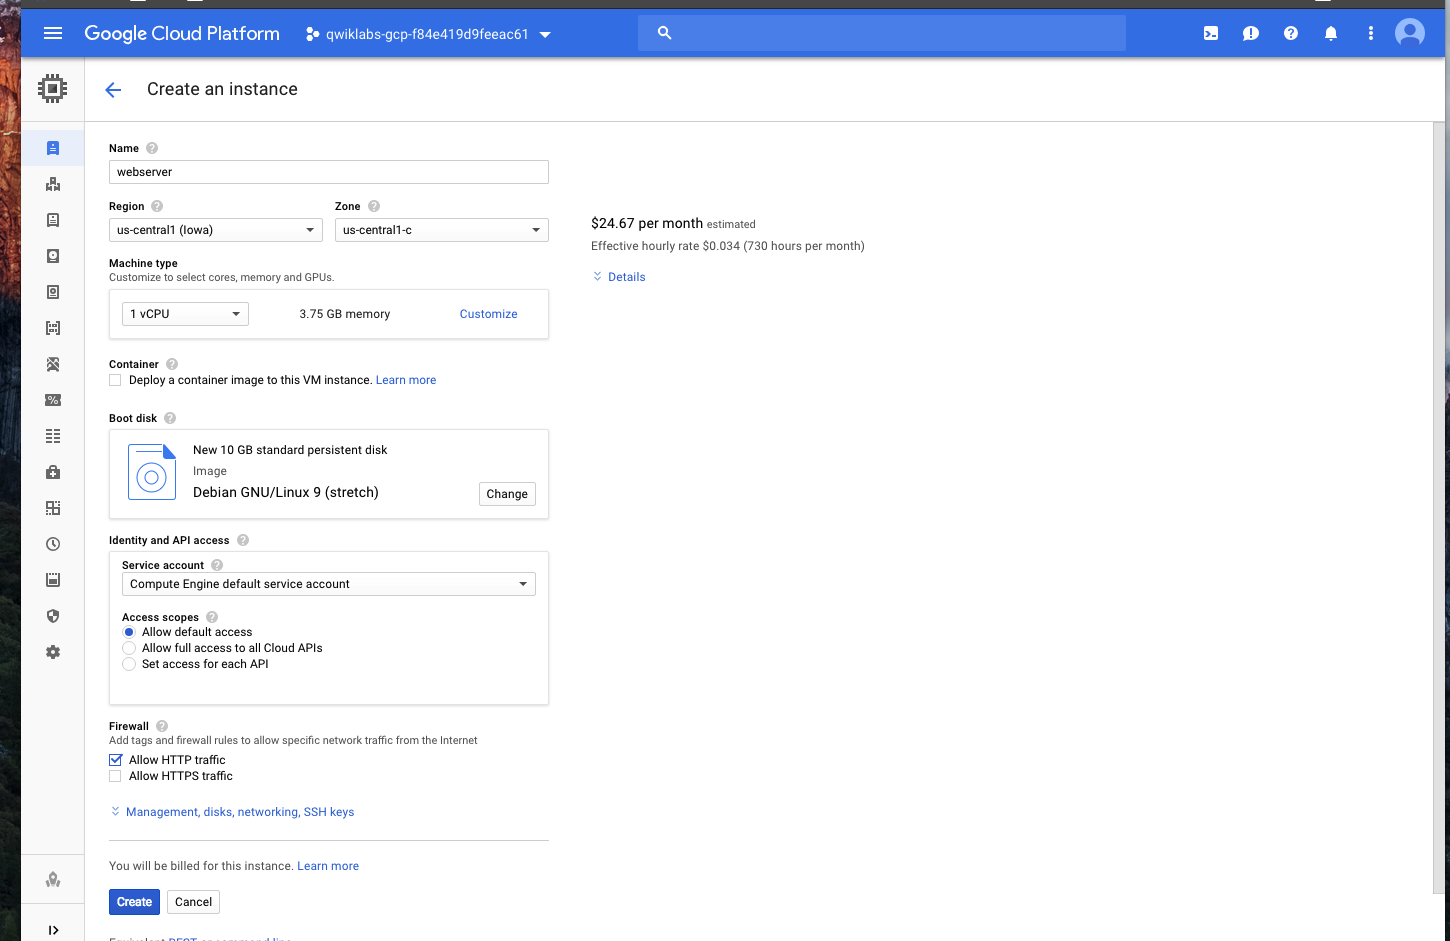 Google Cloud Platform
qwiklabs-gcp-f84e419d9feeac61
Create an instance
Name
webserver
Region
Zone
us-central1 (Iowa)
us-central1-c
$24.67 per month estimated
Effective hourly rate $0.034 (730 hours per month)
Details
Machine type
Customize to select cores, memory and GPUs.
1 vCPU
3.75 GB memory
Customize
Container
Deploy a container image to this VM instance. Learn more
Boot disk
New 10 GB standard persistent disk
Image
Debian GNU/Linux 9 (stretch)
Change
Identity and API access
Service account
Compute Engine default service account
Access scopes
Allow default access
Allow full access to all Cloud APIs
Set access for each API
Firewall
Add tags and firewall rules to allow specific network traffic from the Internet
Allow HTTP traffic
Allow HTTPS traffic
Management, disks, networking, SSH keys
You will be billed for this instance. Learn more
Create
Cancel
Equivalent REST or command line